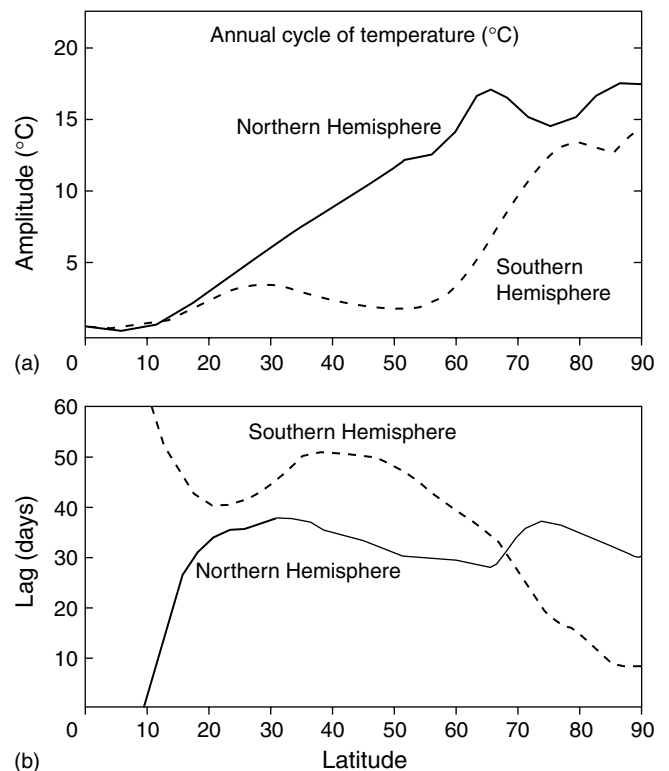 Annual cycle of temperature (°C)
20
15
10
5
Amplitude (°C)
Northern Hemisphere
Southern
Hemisphere
(a)
0 10 20 30 40 50 60 70 80 90
60
50
40
30
20
10
Lag (days)
Southern Hemisphere
Northern Hemisphere
0 10 20 30 40 50 60 70 80 90
(b)
Latitude